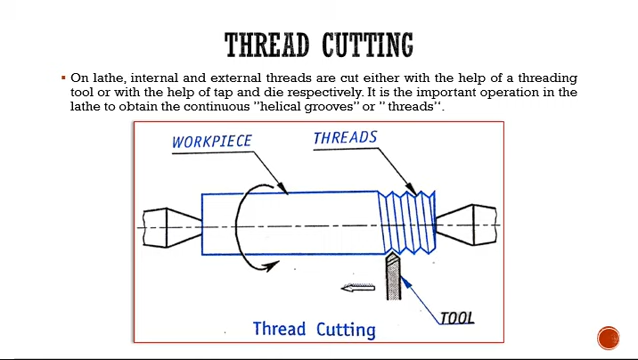 THREAD CUTTING
▪ On lathe, internal and external threads are cut either with the help of a threading
tool or with the help of tap and die respectively. It is the important operation in the
lathe to obtain the continuous "helical grooves" or " threads".
WORKPIECE
THREADS
TOOL
Thread Cutting